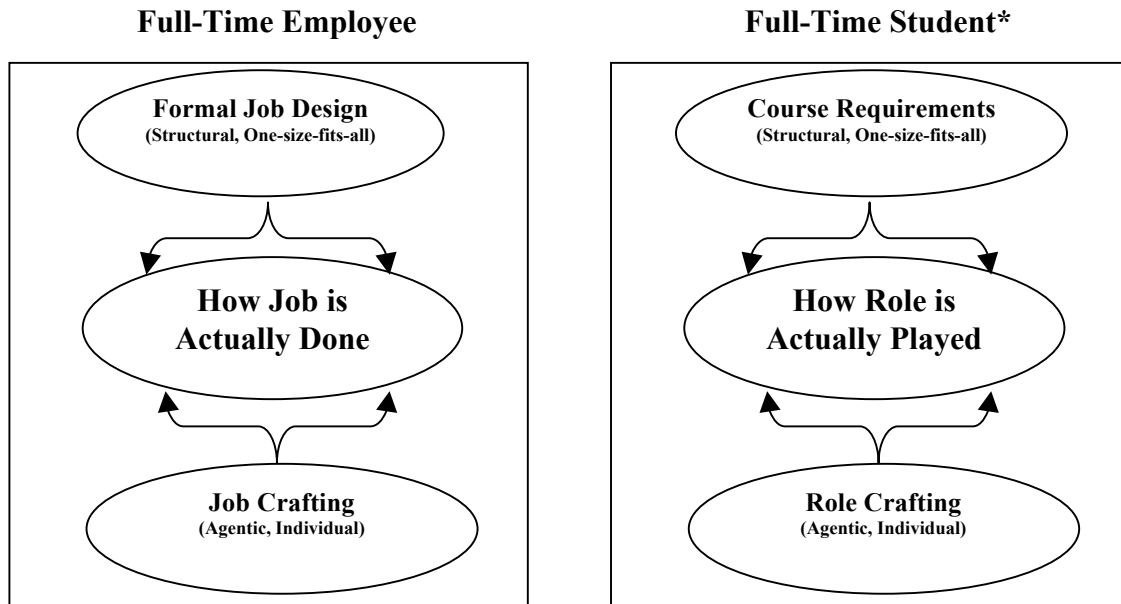 Full-Time Employee
Formal Job Design
(Structural, One-size-fits-all)
How Job is
Actually Done
Job Crafting
(Agentic, Individual)
Full-Time Student*
Course Requirements
(Structural, One-size-fits-all)
How Role is
Actually Played
Role Crafting
(Agentic, Individual)